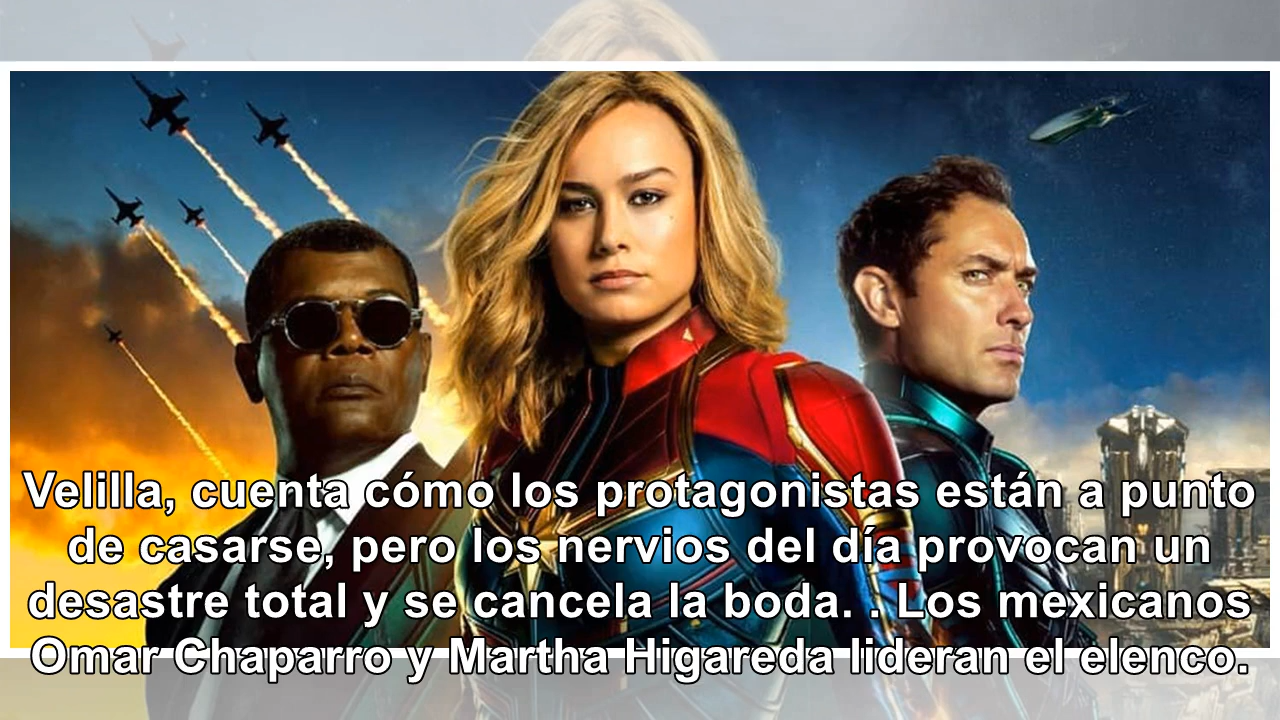 Velilla, cuenta cómo los protagonistas están a punto
de casarse, pero los nervios del día provocan un
desastre total y se cancela la boda. . Los mexicanos
Omar Chaparro y Martha Higareda lideran el elenco.